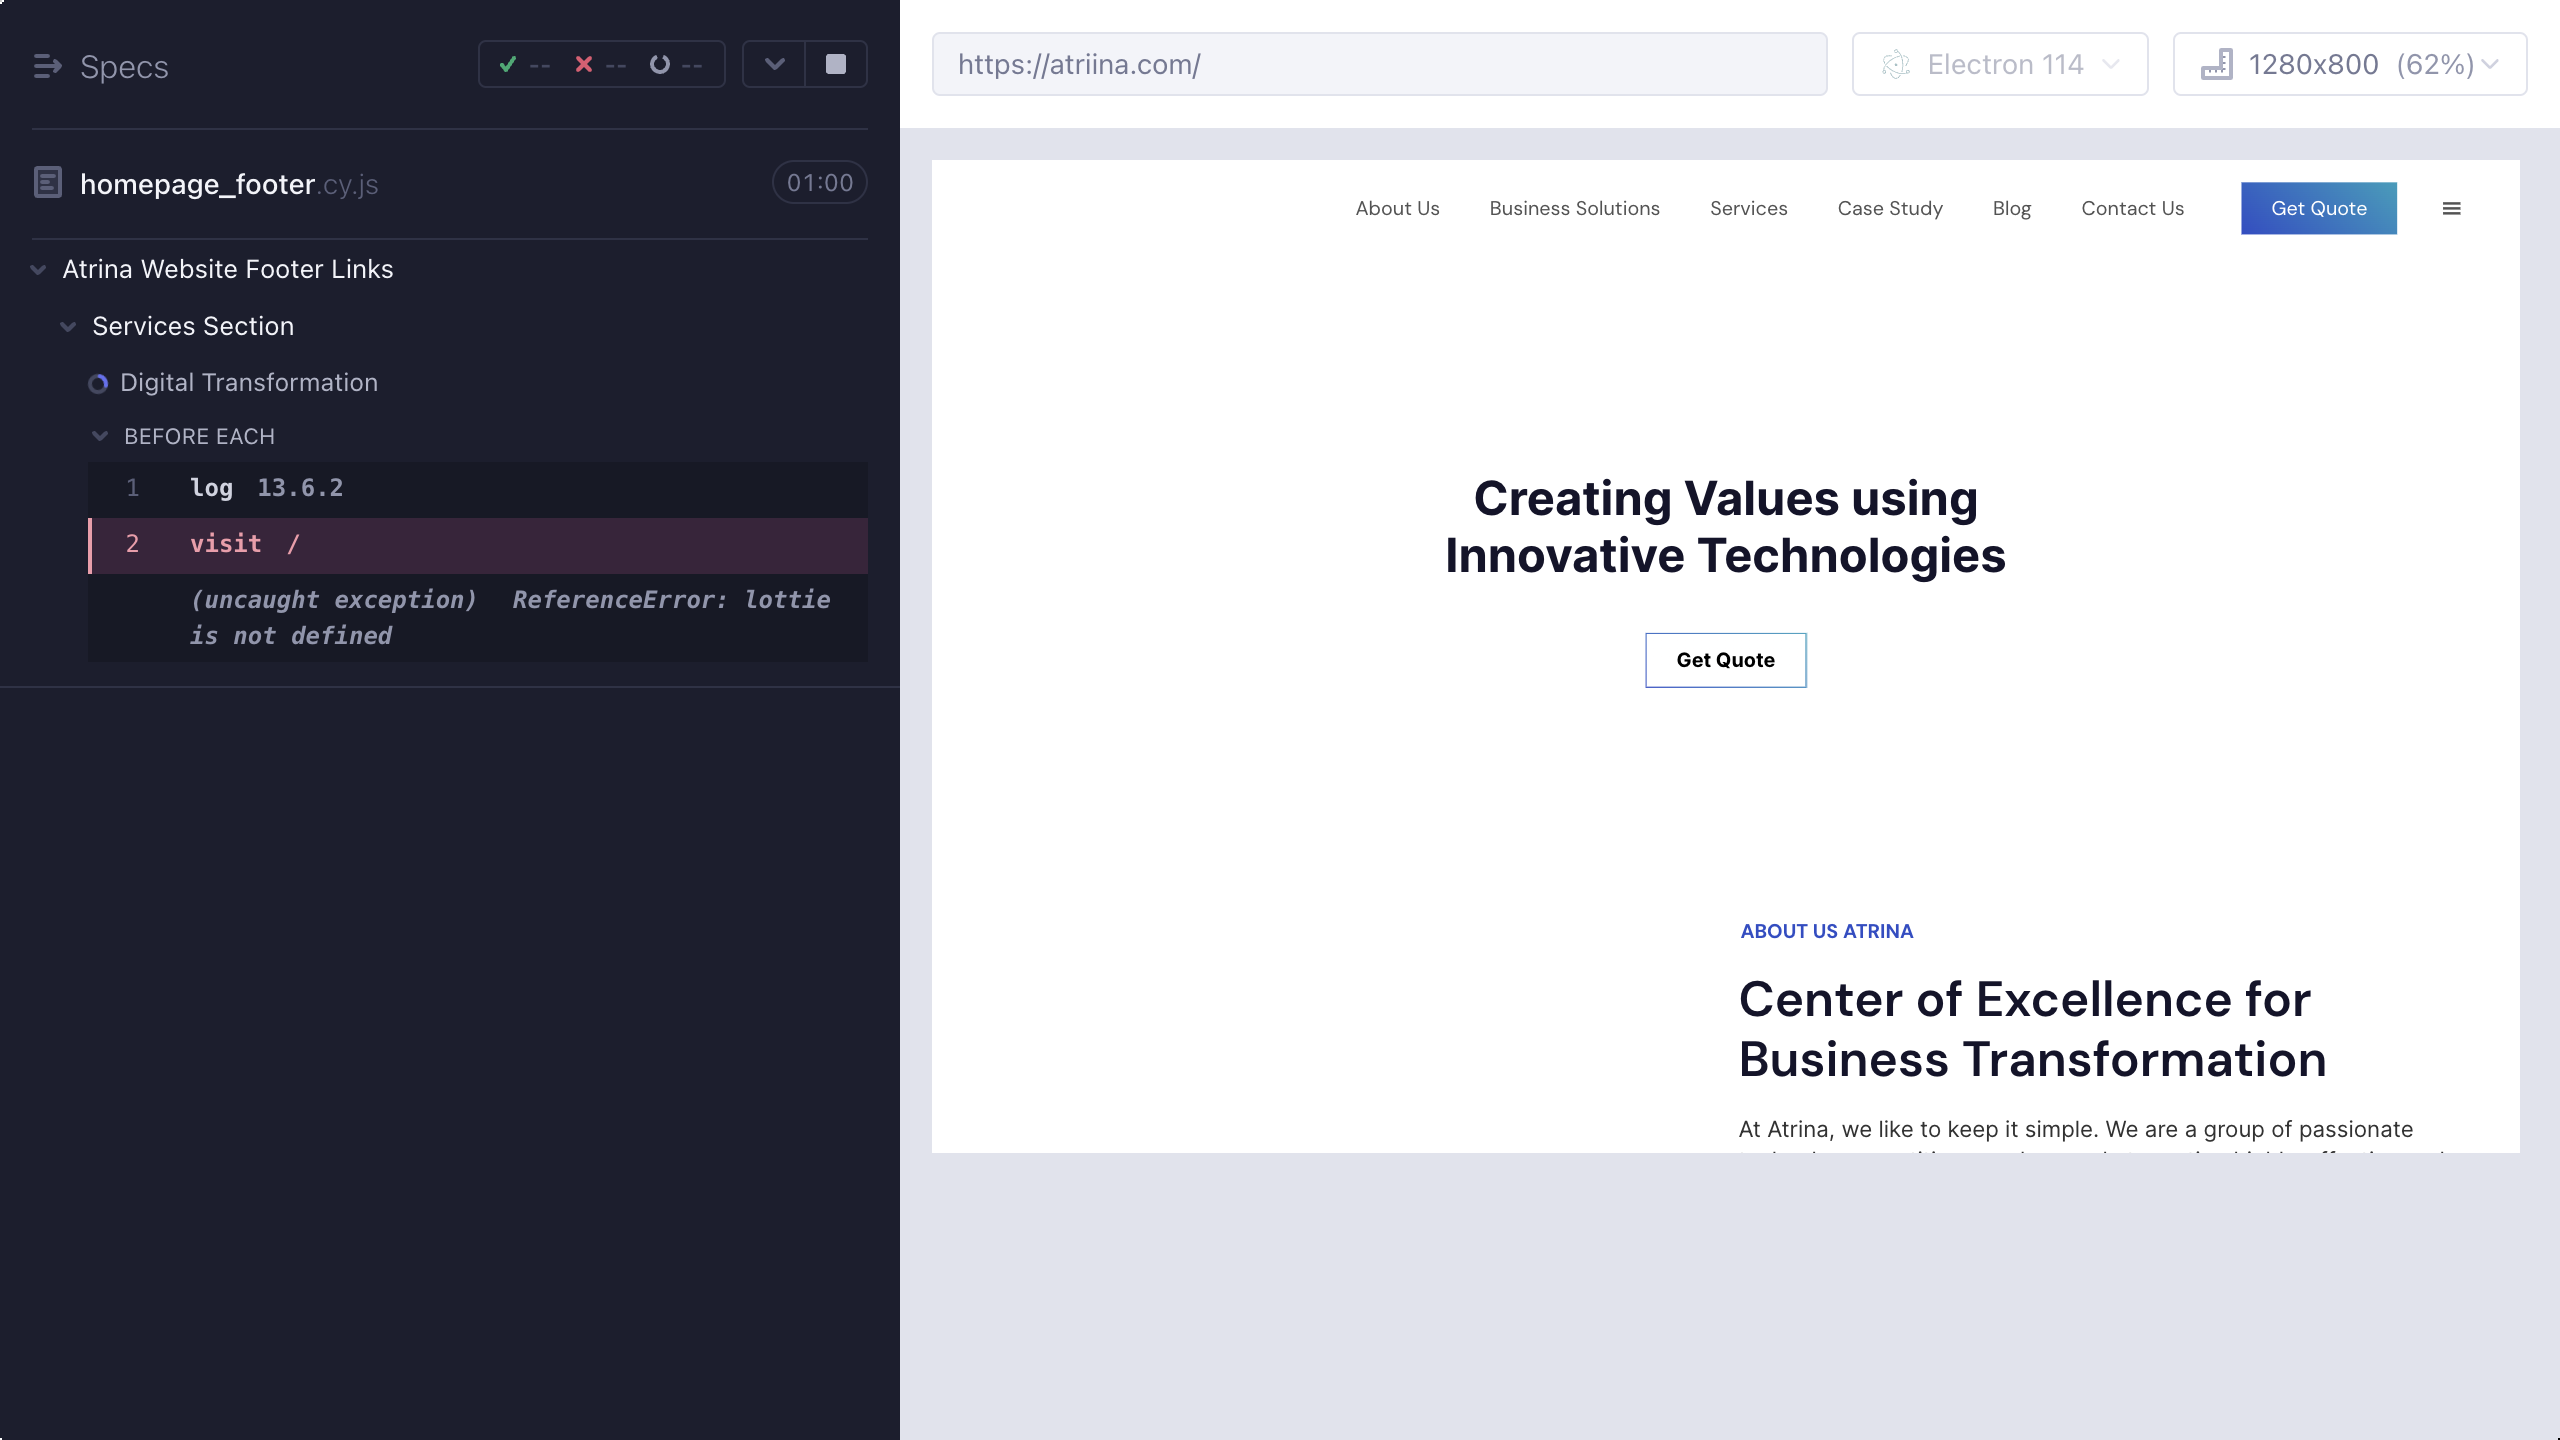 Specs
-- -- --
homepage_footer.cy.js 01:00
Atrina Website Footer Links
Services Section
Digital Transformation
BEFORE EACH
1 log 13.6.2
2 visit /
(uncaught exception) ReferenceError: lottie
is not defined
https://atriina.com/ Electron 114 1280x800 (62%)
About Us Business Solutions Services Case Study Blog Contact Us Get Quote
Creating Values using
Innovative Technologies
Get Quote
ABOUT US ATRINA
Center of Excellence for
Business Transformation
At Atrina, we like to keep it simple. We are a group of passionate